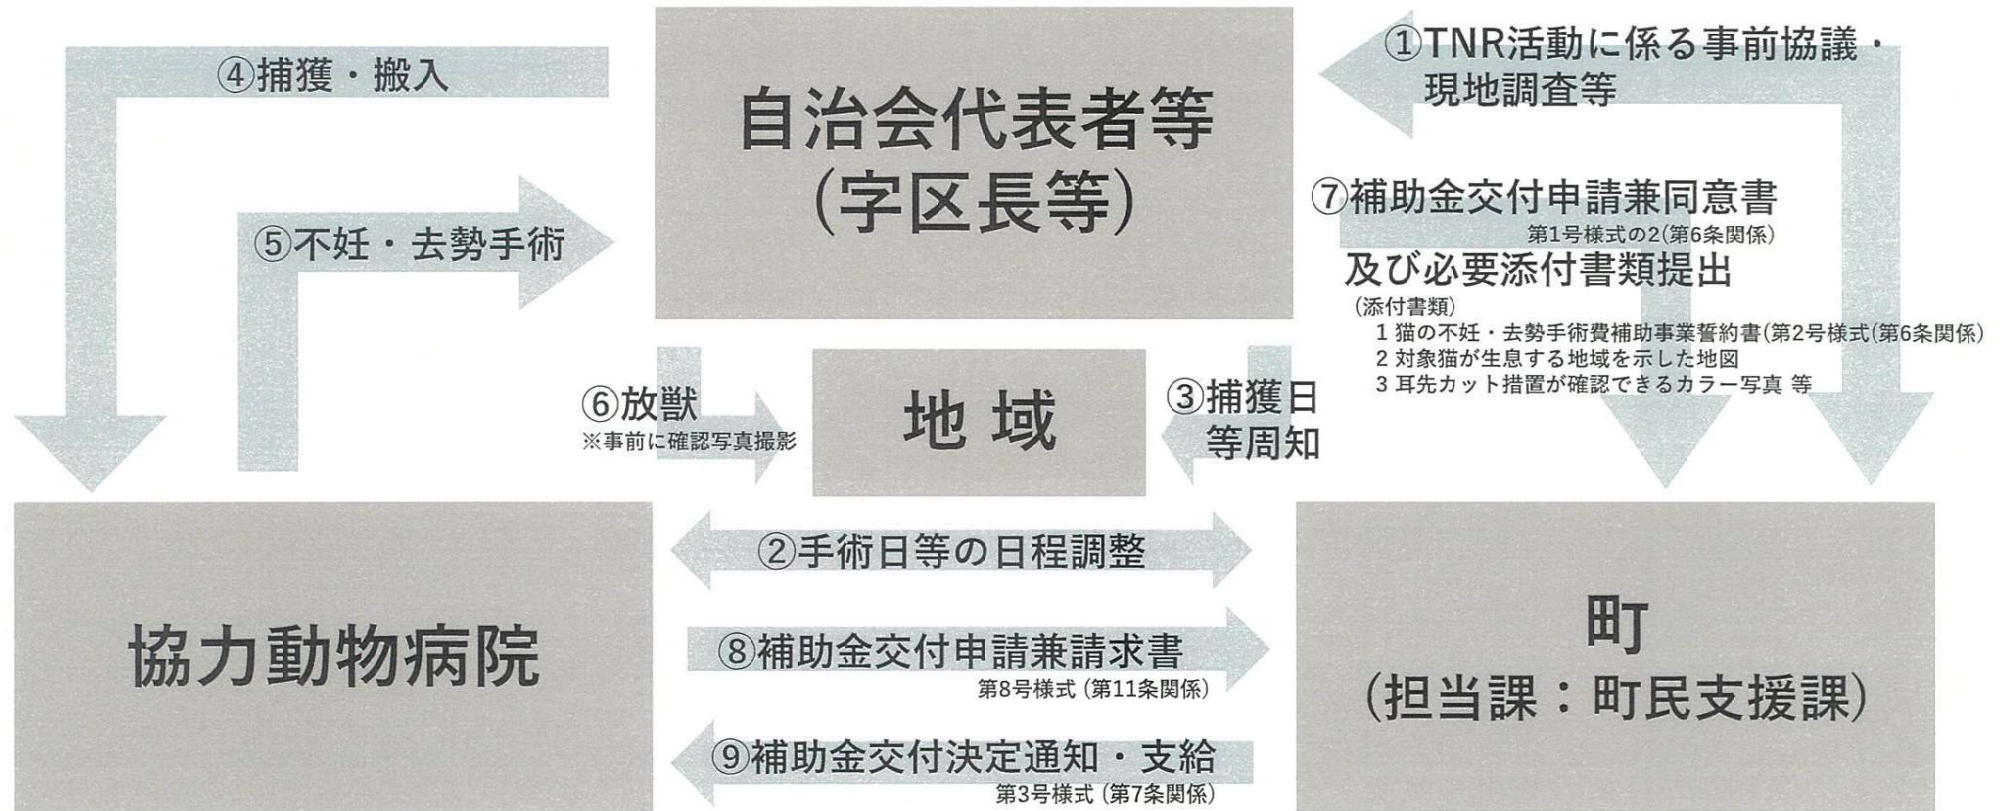 ④捕獲・搬入
自治会代表者等
(字区長等)
①TNR活動に係る事前協議・
現地調査等
⑤不妊・去勢手術
⑦補助金交付申請兼同意書
第1号様式の2(第6条関係)
及び必要添付書類提出
(添付書類)
1 猫の不妊・去勢手術費補助事業誓約書(第2号様式(第6条関係)
2 対象猫が生息する地域を示した地図
3 耳先カット措置が確認できるカラー写真 等
⑥放獣
※事前に確認写真撮影
地 域
③捕獲日
等周知
②手術日等の日程調整
協力動物病院
⑧補助金交付申請兼請求書
第8号様式 (第11条関係)
⑨補助金交付決定通知・支給
第3号様式 (第7条関係)
町
(担当課：町民支援課)